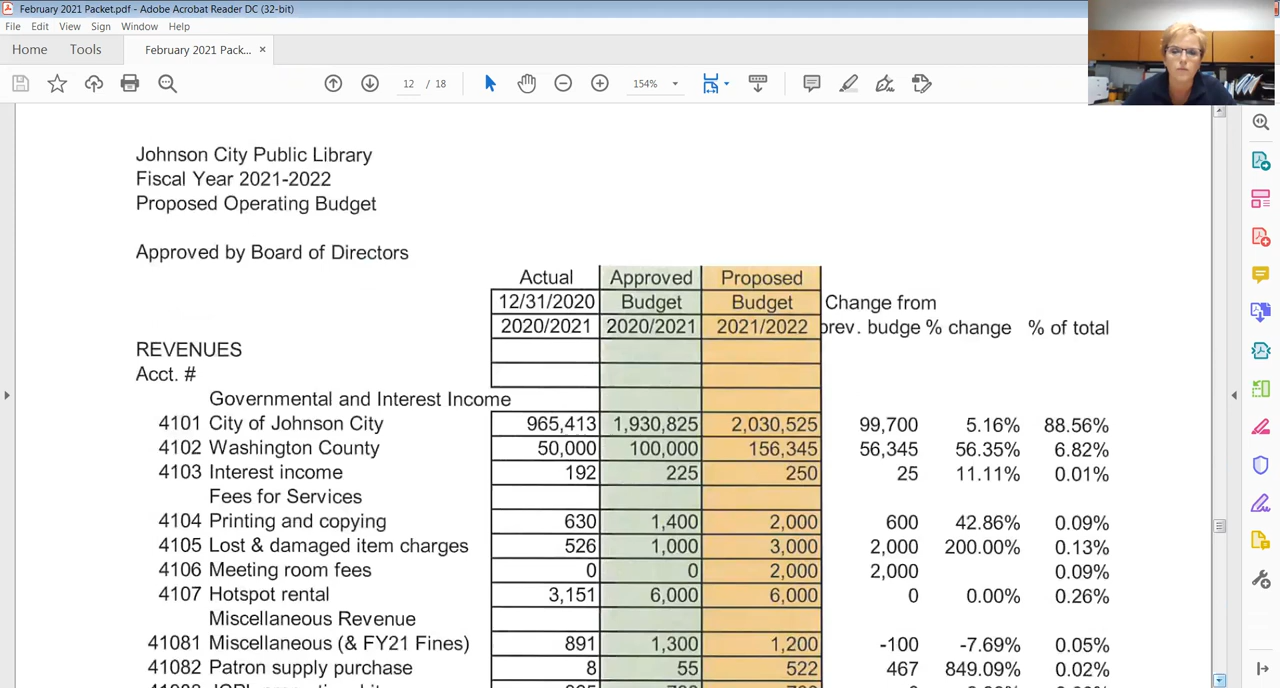 February 2021 Packet.pdf - Adobe Acrobat Reader DC (32-bit)
File Edit View Sign Window Help
Home Tools February 2021 Pack... ×
12 / 18 154%
Johnson City Public Library
Fiscal Year 2021-2022
Proposed Operating Budget
Approved by Board of Directors
Actual Approved Proposed
12/31/2020 Budget Budget Change from
2020/2021 2020/2021 2021/2022 prev. budge % change % of total
REVENUES
Acct. #
Governmental and Interest Income
4101 City of Johnson City 965,413 1,930,825 2,030,525 99,700 5.16% 88.56%
4102 Washington County 50,000 100,000 156,345 56,345 56.35% 6.82%
4103 Interest income 192 225 250 25 11.11% 0.01%
Fees for Services
4104 Printing and copying 630 1,400 2,000 600 42.86% 0.09%
4105 Lost & damaged item charges 526 1,000 3,000 2,000 200.00% 0.13%
4106 Meeting room fees 0 0 2,000 2,000 0.09%
4107 Hotspot rental 3,151 6,000 6,000 0 0.00% 0.26%
Miscellaneous Revenue
41081 Miscellaneous (& FY21 Fines) 891 1,300 1,200 -100 -7.69% 0.05%
41082 Patron supply purchase 8 55 522 467 849.09% 0.02%